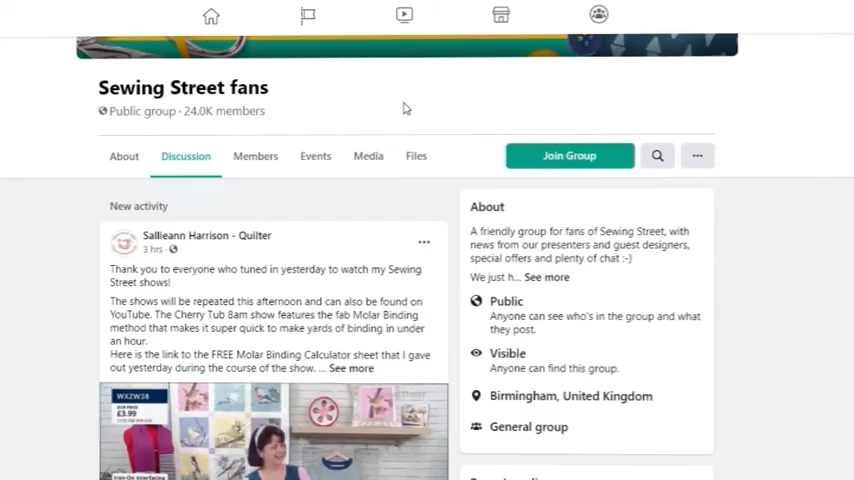 Sewing Street fans
Public group · 24.0K members
About
Discussion
Members
Events
Media
Files
Join Group
New activity
Sallieann Harrison - Quilter
3 hrs ·
Thank you to everyone who tuned in yesterday to watch my Sewing
Street shows!
The shows will be repeated this afternoon and can also be found on
YouTube. The Cherry Tub 8am show features the fab Molar Binding
method that makes it super quick to make yards of binding in under
an hour.
Here is the link to the FREE Molar Binding Calculator sheet that I gave
out yesterday during the course of the show. ... See more
WXZW38
OUR PRICE
£3.99
Iron-On Interfacing
About
A friendly group for fans of Sewing Street, with
news from our presenters and guest designers,
special offers and plenty of chat :-)
We just h... See more
Public
Anyone can see who's in the group and what
they post.
Visible
Anyone can find this group.
Birmingham, United Kingdom
General group